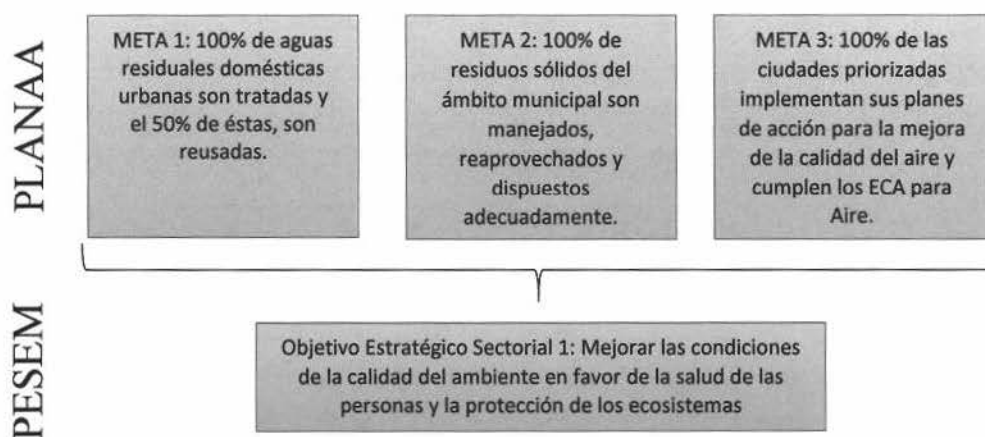 PLANAA
META 1: 100% de aguas
residuales domésticas
urbanas son tratadas y
el 50% de éstas, son
reusadas.
META 2: 100% de
residuos sólidos del
ámbito municipal son
manejados,
reaprovechados y
dispuestos
adecuadamente.
META 3: 100% de las
ciudades priorizadas
implementan sus planes
de acción para la mejora
de la calidad del aire y
cumplen los ECA para
Aire.
PESEM
Objetivo Estratégico Sectorial 1: Mejorar las condiciones
de la calidad del ambiente en favor de la salud de las
personas y la protección de los ecosistemas